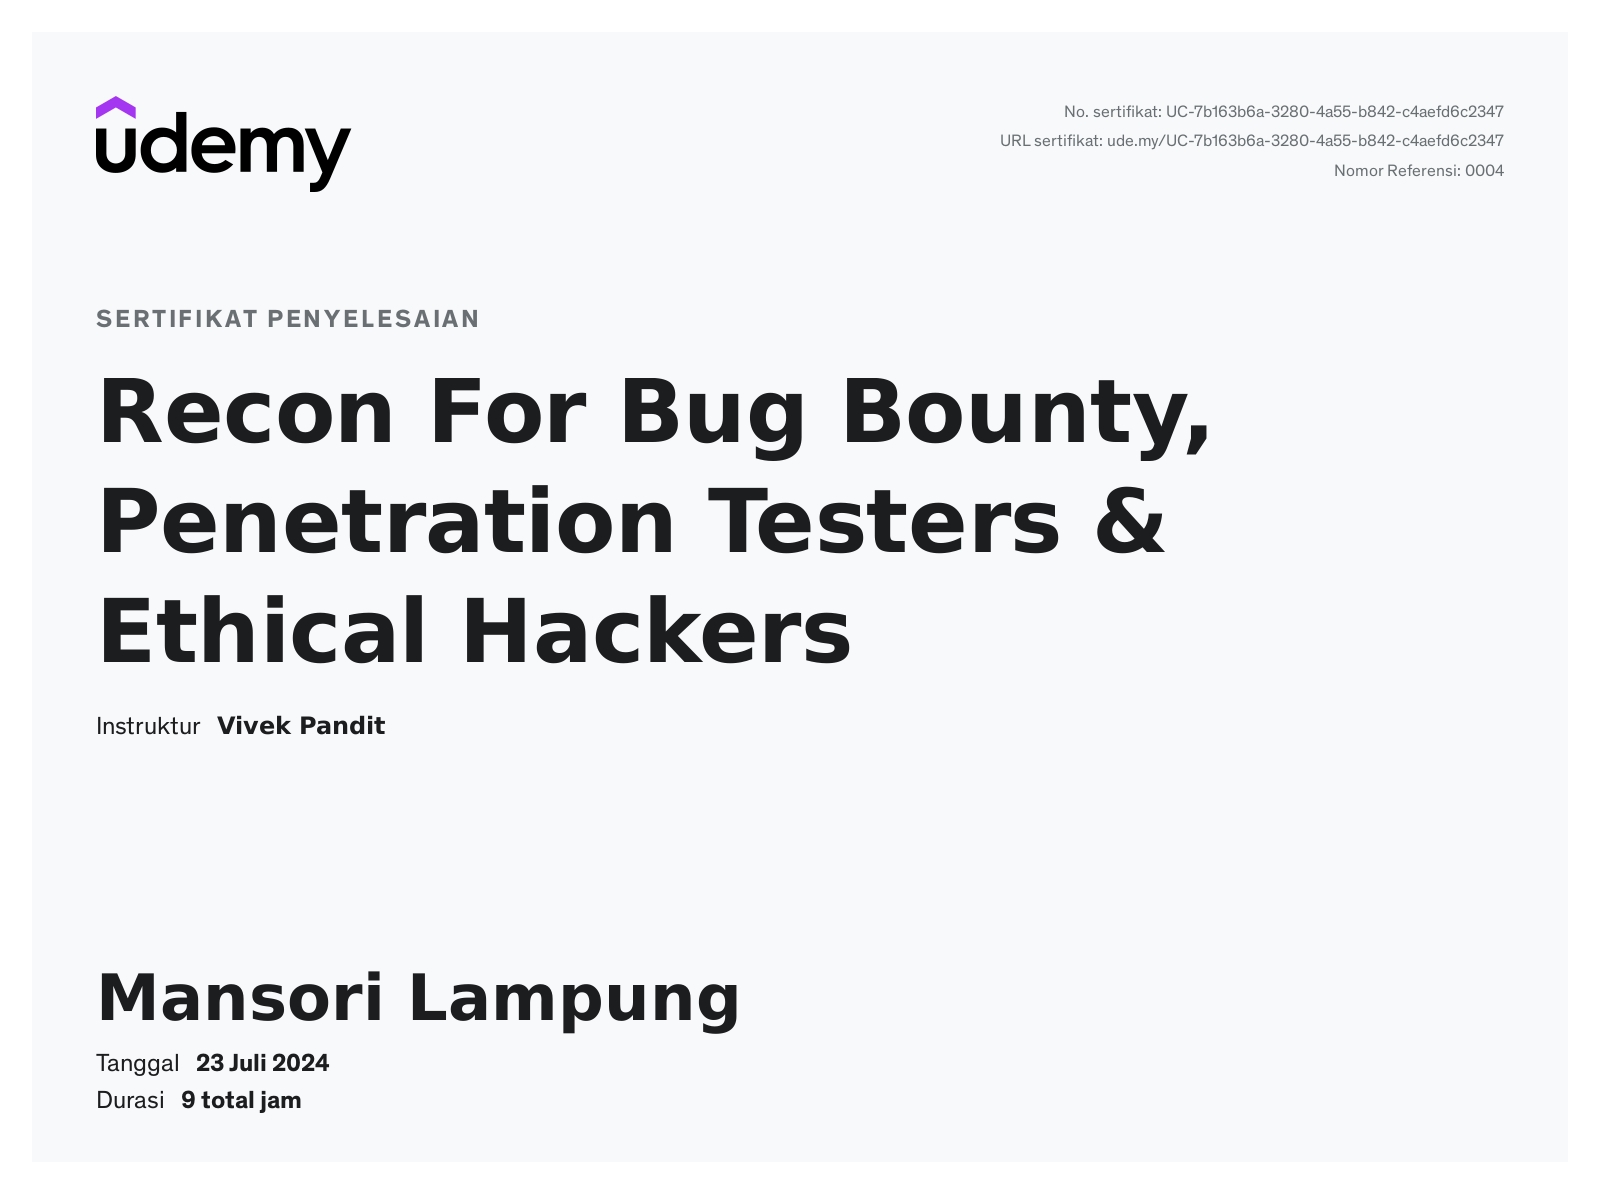 udemy
No. sertifikat: UC-7b163b6a-3280-4a55-b842-c4aefd6c2347
URL sertifikat: ude.my/UC-7b163b6a-3280-4a55-b842-c4aefd6c2347
Nomor Referensi: 0004
SERTIFIKAT PENYELESAIAN
Recon For Bug Bounty,
Penetration Testers &
Ethical Hackers
Instruktur Vivek Pandit
Mansori Lampung
Tanggal 23 Juli 2024
Durasi 9 total jam